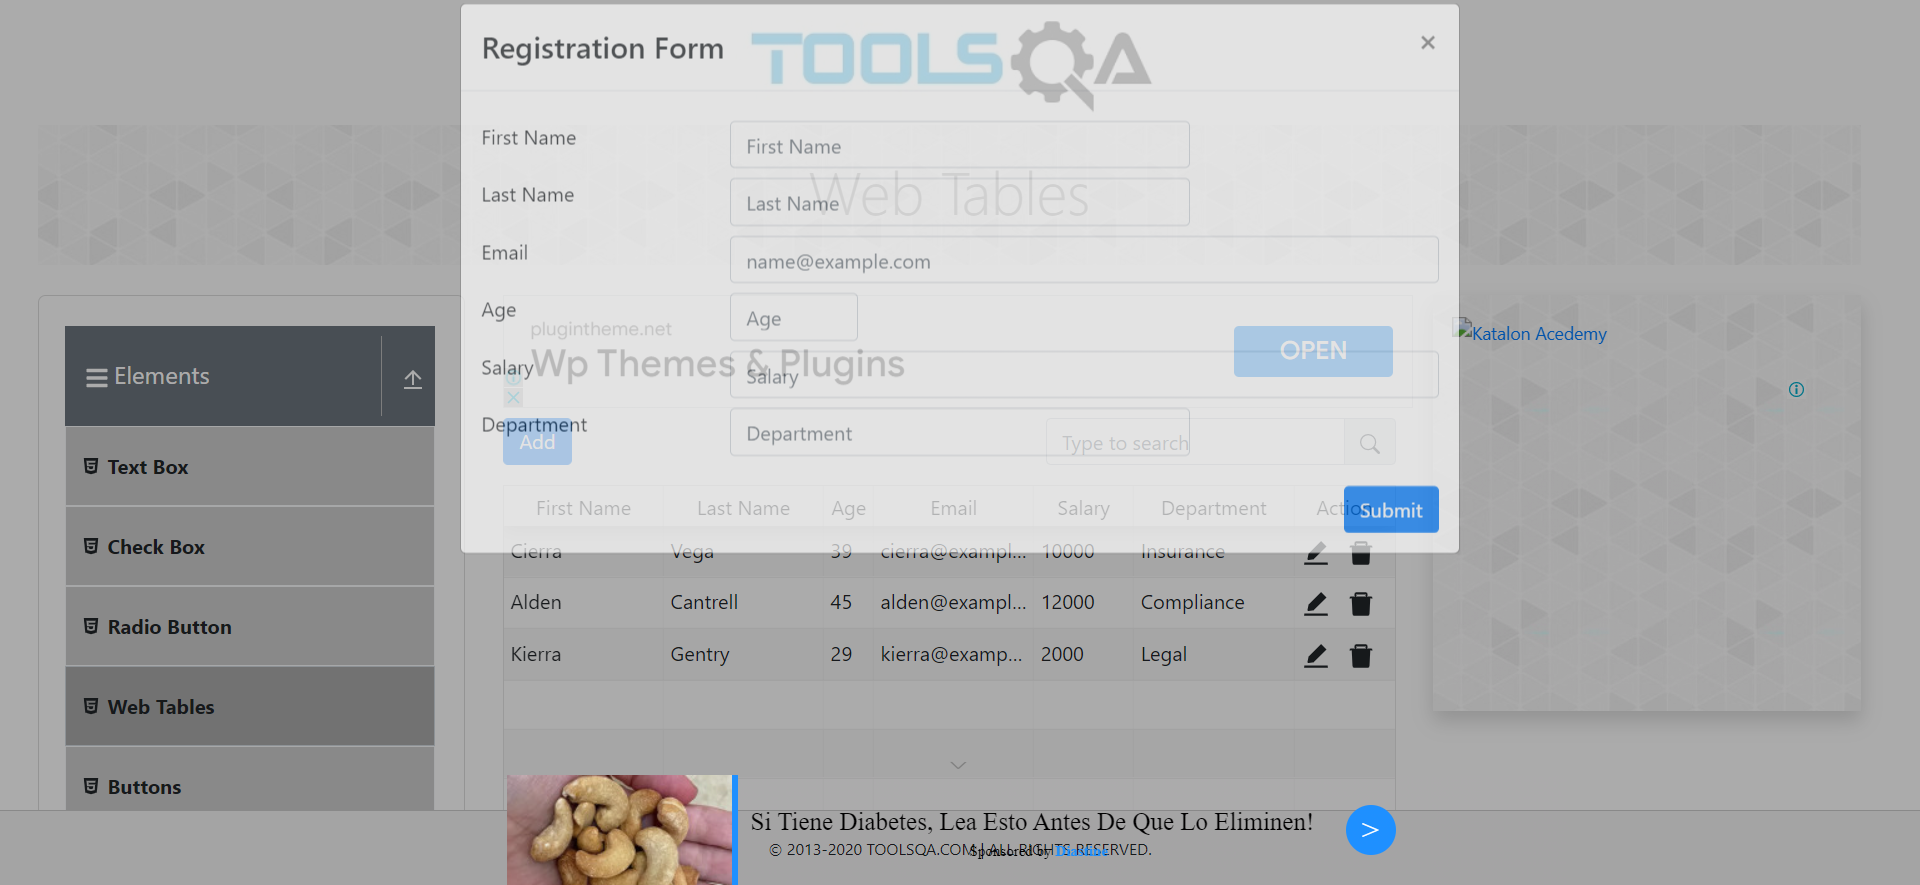 Registration Form
TOOLSQA
×
First Name
First Name
Last Name
Last Name
Web Tables
Email
name@example.com
Age
Age
plugintheme.net
Wp Themes & Plugins
OPEN
Salary
Salary
Department
Department
Add
Type to search
Katalon Acedemy
Elements
Text Box
Check Box
Radio Button
Web Tables
Buttons
First Name Last Name Age Email Salary Department Action
Submit
Cierra Vega 39 cierra@exampl... 10000 Insurance
Alden Cantrell 45 alden@exampl... 12000 Compliance
Kierra Gentry 29 kierra@examp... 2000 Legal
Si Tiene Diabetes, Lea Esto Antes De Que Lo Eliminen!
>
© 2013-2020 TOOLSQA.COM | ALL RIGHTS RESERVED.
Sponsored by